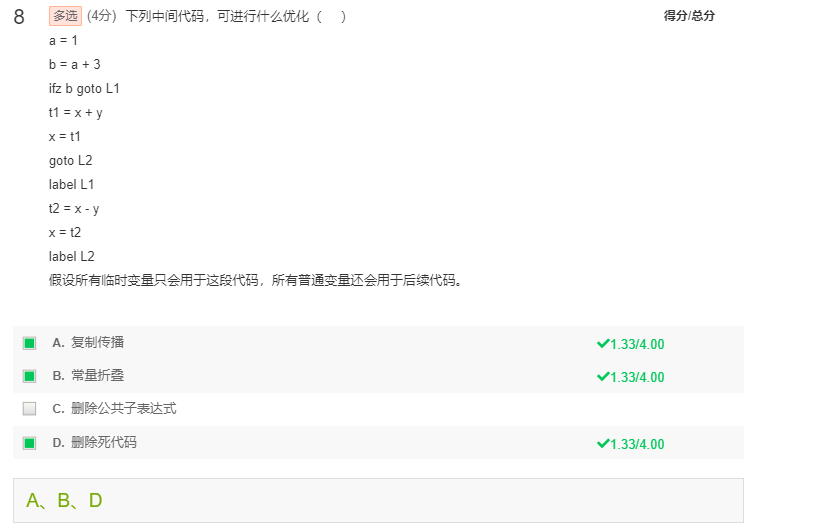 8 多选 (4分) 下列中间代码，可进行什么优化（ ） 得分/总分
a = 1
b = a + 3
ifz b goto L1
t1 = x + y
x = t1
goto L2
label L1
t2 = x - y
x = t2
label L2
假设所有临时变量只会用于这段代码，所有普通变量还会用于后续代码。
A. 复制传播 1.33/4.00
B. 常量折叠 1.33/4.00
C. 删除公共子表达式
D. 删除死代码 1.33/4.00
A、B、D